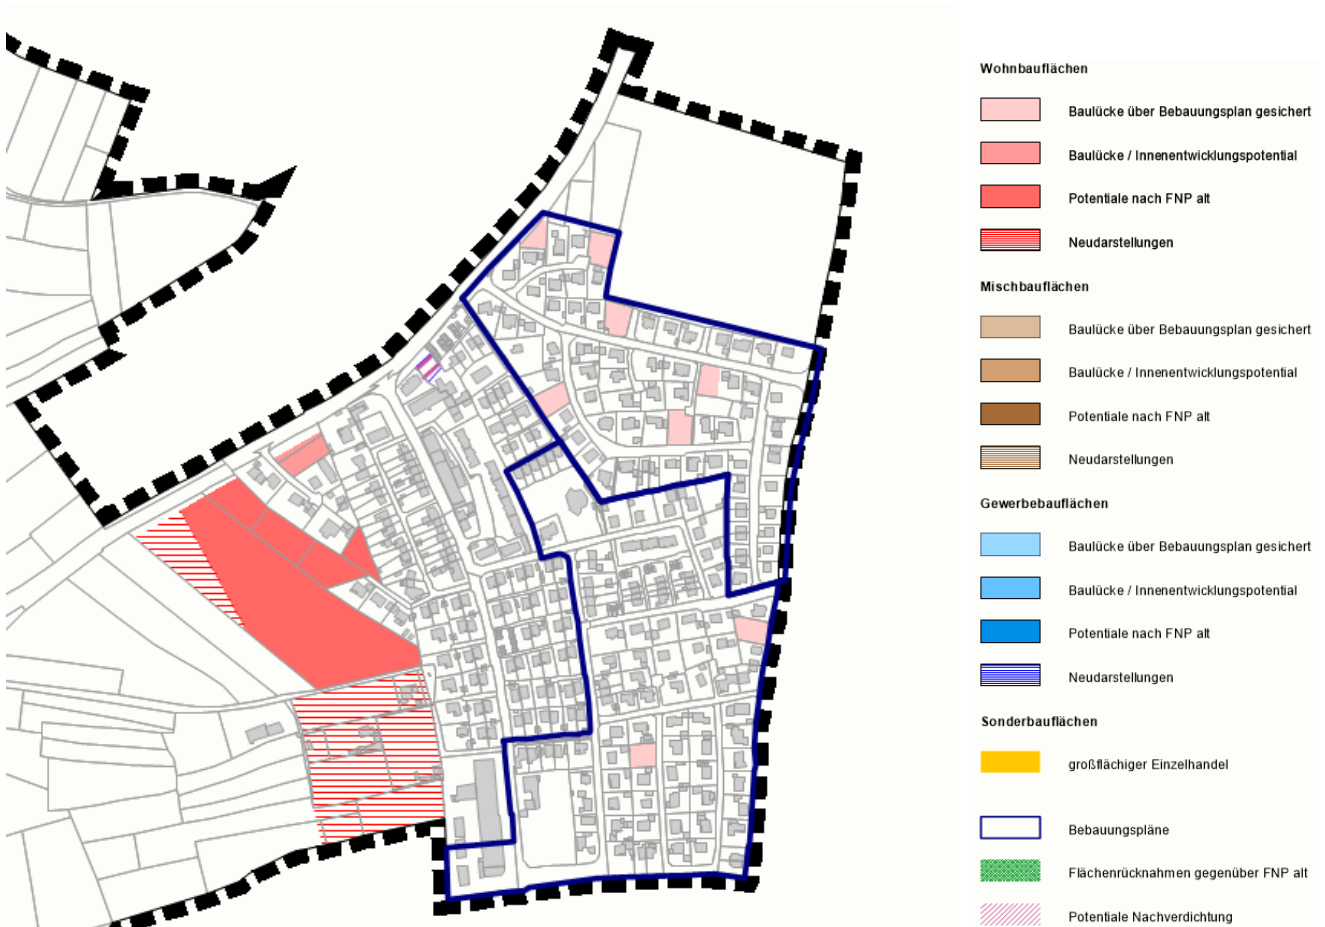 Wohnbauflächen
Baulücke über Bebauungsplan gesichert
Baulücke / Innenentwicklungspotential
Potentiale nach FNP alt
Neudarstellungen
Mischbauflächen
Baulücke über Bebauungsplan gesichert
Baulücke / Innenentwicklungspotential
Potentiale nach FNP alt
Neudarstellungen
Gewerbebauflächen
Baulücke über Bebauungsplan gesichert
Baulücke / Innenentwicklungspotential
Potentiale nach FNP alt
Neudarstellungen
Sonderbauflächen
großflächiger Einzelhandel
Bebauungspläne
Flächenrücknahmen gegenüber FNP alt
Potentiale Nachverdichtung